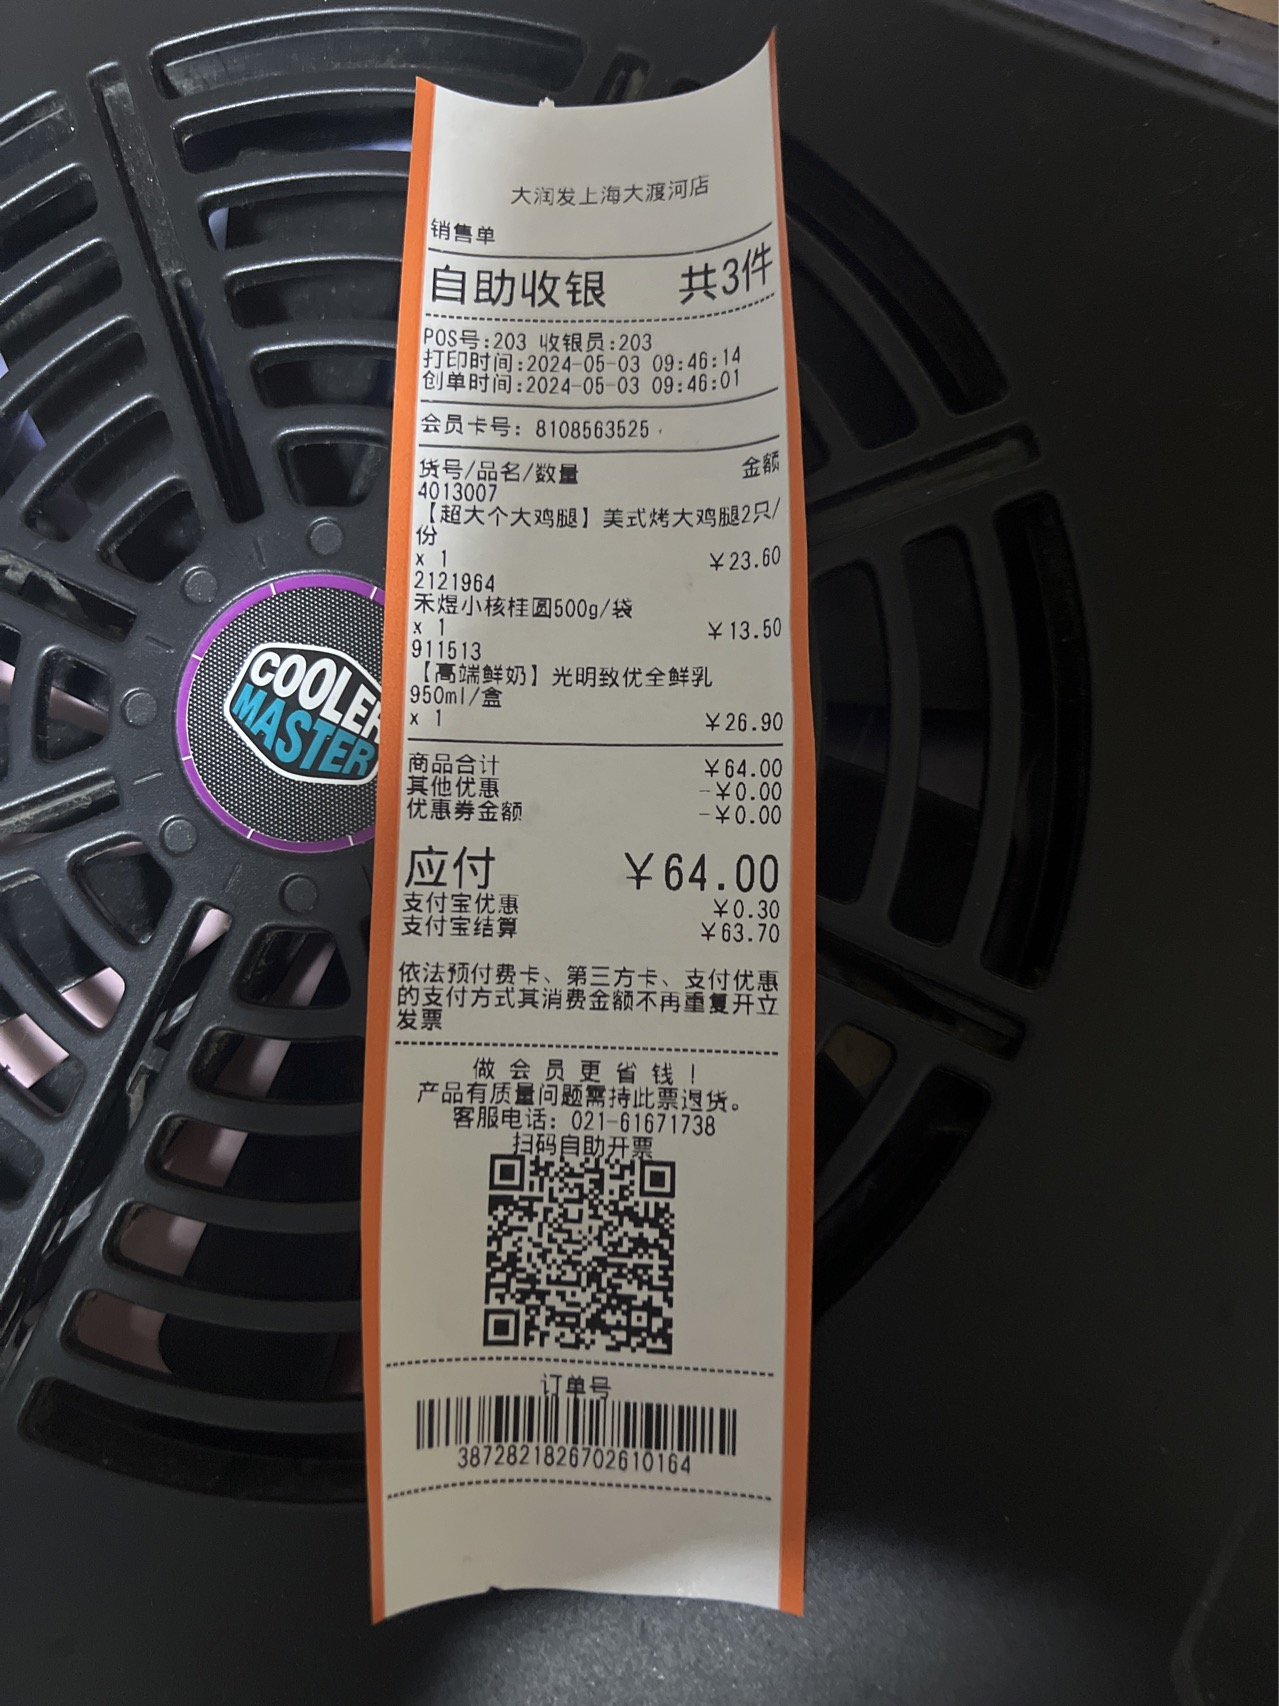 大润发上海大渡河店
销售单
自助收银 共3件
POS号:203 收银员:203
打印时间:2024-05-03 09:46:14
创单时间:2024-05-03 09:46:01
会员卡号: 8108563525
货号/品名/数量 金额
4013007
【超大个大鸡腿】美式烤大鸡腿2只/
份
x 1 ￥23.60
2121964
禾煜小核桂圆500g/袋
x 1 ￥13.50
911513
【高端鲜奶】光明致优全鲜乳
950ml/盒
x 1 ￥26.90
商品合计 ￥64.00
其他优惠 -￥0.00
优惠券金额 -￥0.00
应付 ￥64.00
支付宝优惠 ￥0.30
支付宝结算 ￥63.70
依法预付费卡、第三方卡、支付优惠
的支付方式其消费金额不再重复开立
发票
做会员更省钱!
产品有质量问题需持此票退货。
客服电话: 021-61671738
扫码自助开票
订单号
3872821826702610164
COOLER
MASTER